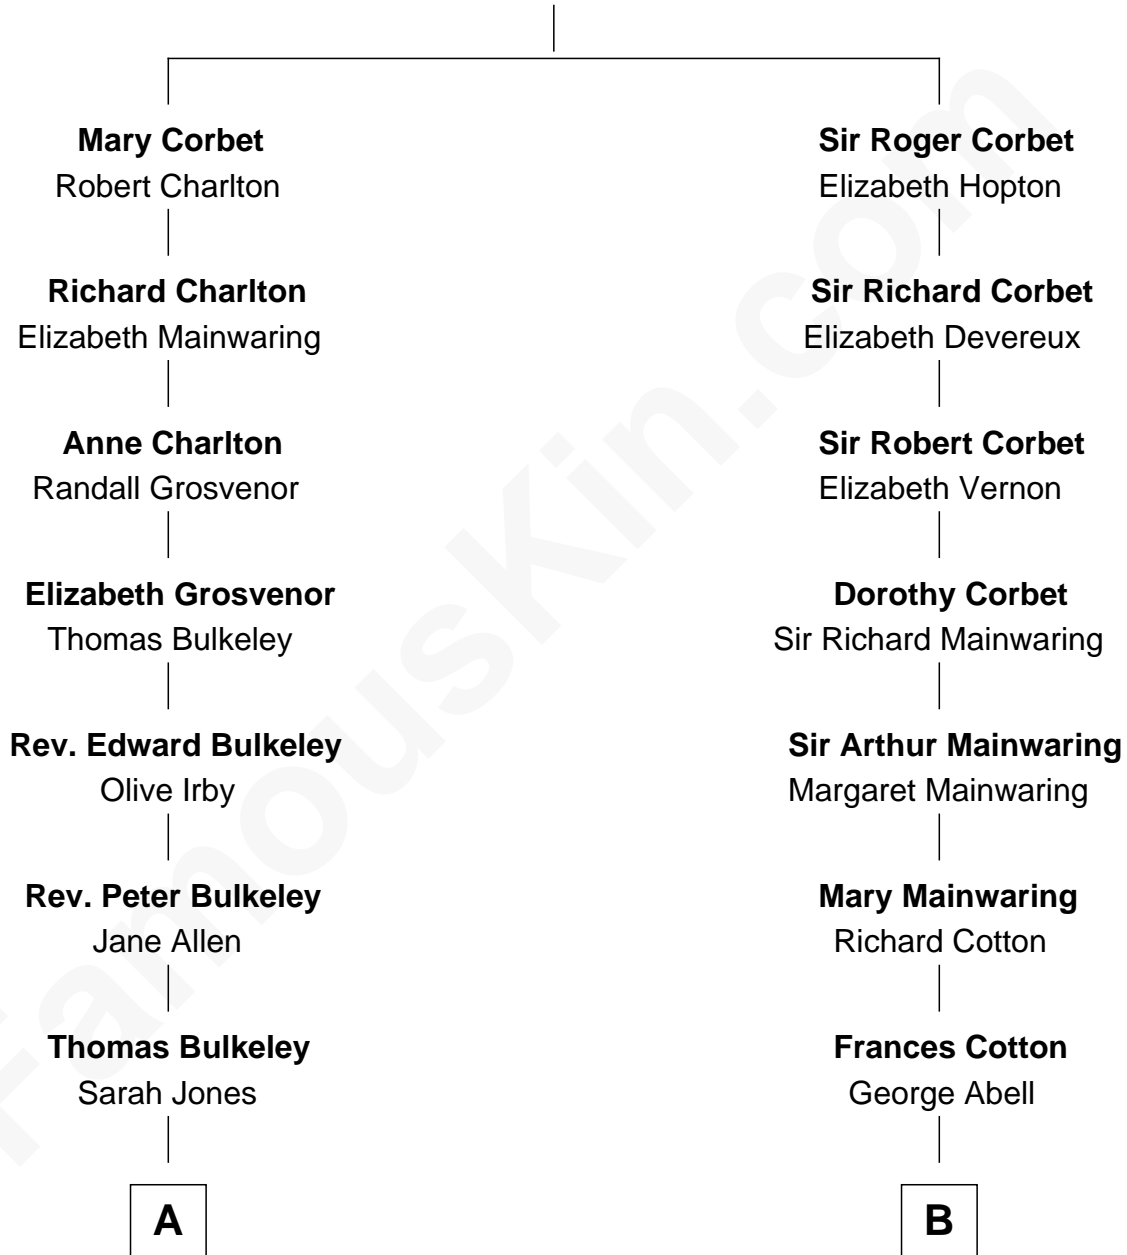 Mary Corbet
Robert Charlton
Richard Charlton
Elizabeth Mainwaring
Anne Charlton
Randall Grosvenor
Elizabeth Grosvenor
Thomas Bulkeley
Rev. Edward Bulkeley
Olive Irby
Rev. Peter Bulkeley
Jane Allen
Thomas Bulkeley
Sarah Jones
A
Sir Roger Corbet
Elizabeth Hopton
Sir Richard Corbet
Elizabeth Devereux
Sir Robert Corbet
Elizabeth Vernon
Dorothy Corbet
Sir Richard Mainwaring
Sir Arthur Mainwaring
Margaret Mainwaring
Mary Mainwaring
Richard Cotton
Frances Cotton
George Abell
B
FamousKin.com